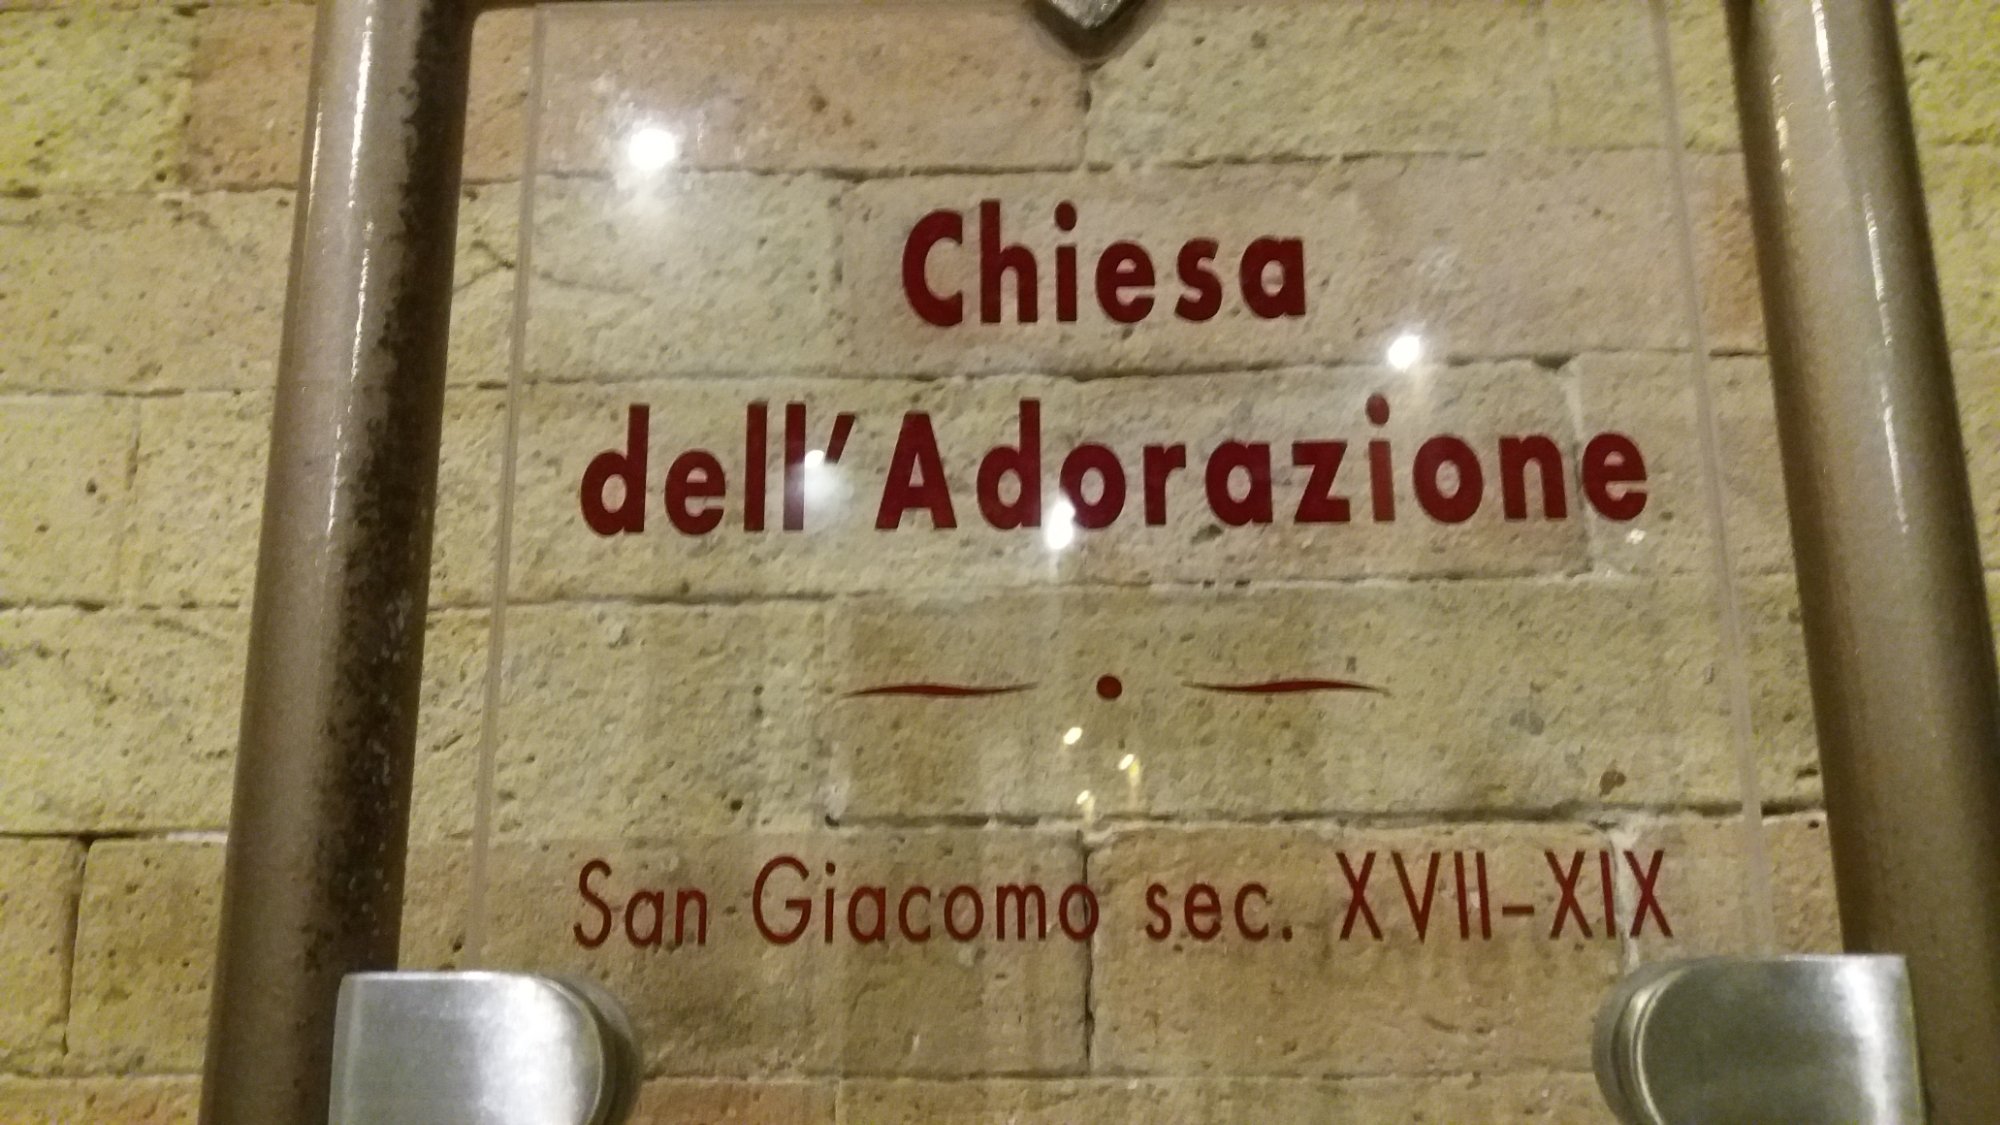 Chiesa
dell'Adorazione
San Giacomo sec. XVII-XIX